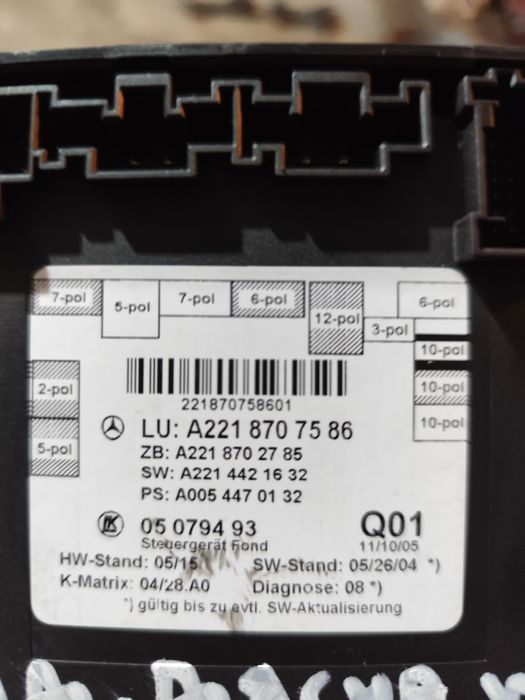 7-pol
5-pol
7-pol
6-pol
12-pol
3-pol
6-pol
10-pol
10-pol
10-pol
2-pol
5-pol
221870758601
LU: A221 870 75 86
ZB: A221 870 27 85
SW: A221 442 16 32
PS: A005 447 01 32
05 0794 93
Q01
Steuergerät Fond
11/10/05
HW-Stand: 05/15 SW-Stand: 05/26/04 *)
K-Matrix: 04/28.A0 Diagnose: 08 *)
*) gültig bis zu evtl. SW-Aktualisierung